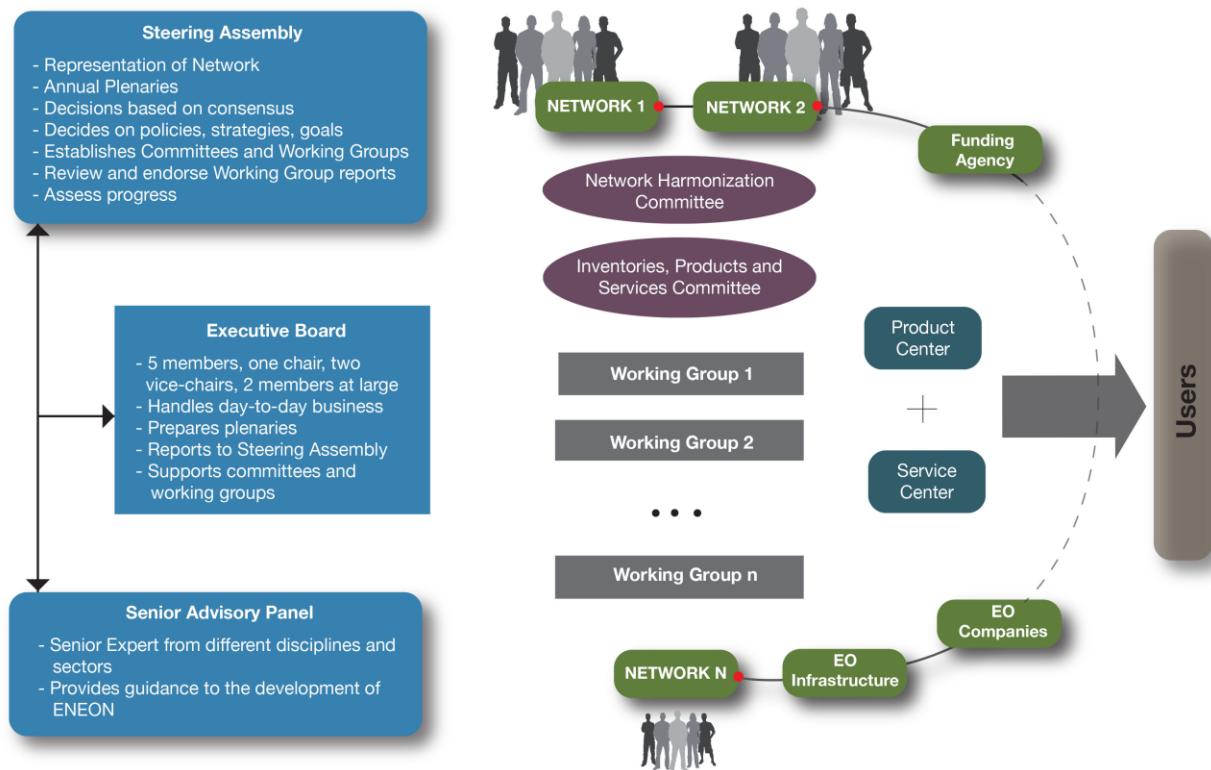 Steering Assembly
- Representation of Network
- Annual Plenaries
- Decisions based on consensus
- Decides on policies, strategies, goals
- Establishes Committees and Working Groups
- Review and endorse Working Group reports
- Assess progress
Executive Board
- 5 members, one chair, two
vice-chairs, 2 members at large
- Handles day-to-day business
- Prepares plenaries
- Reports to Steering Assembly
- Supports committees and
working groups
Senior Advisory Panel
- Senior Expert from different disciplines and
sectors
- Provides guidance to the development of
ENEON
NETWORK 1
NETWORK 2
Funding
Agency
Network Harmonization
Committee
Inventories, Products and
Services Committee
Working Group 1
Working Group 2
• • •
Working Group n
Product
Center
+
Service
Center
Users
EO
Companies
EO
Infrastructure
NETWORK N